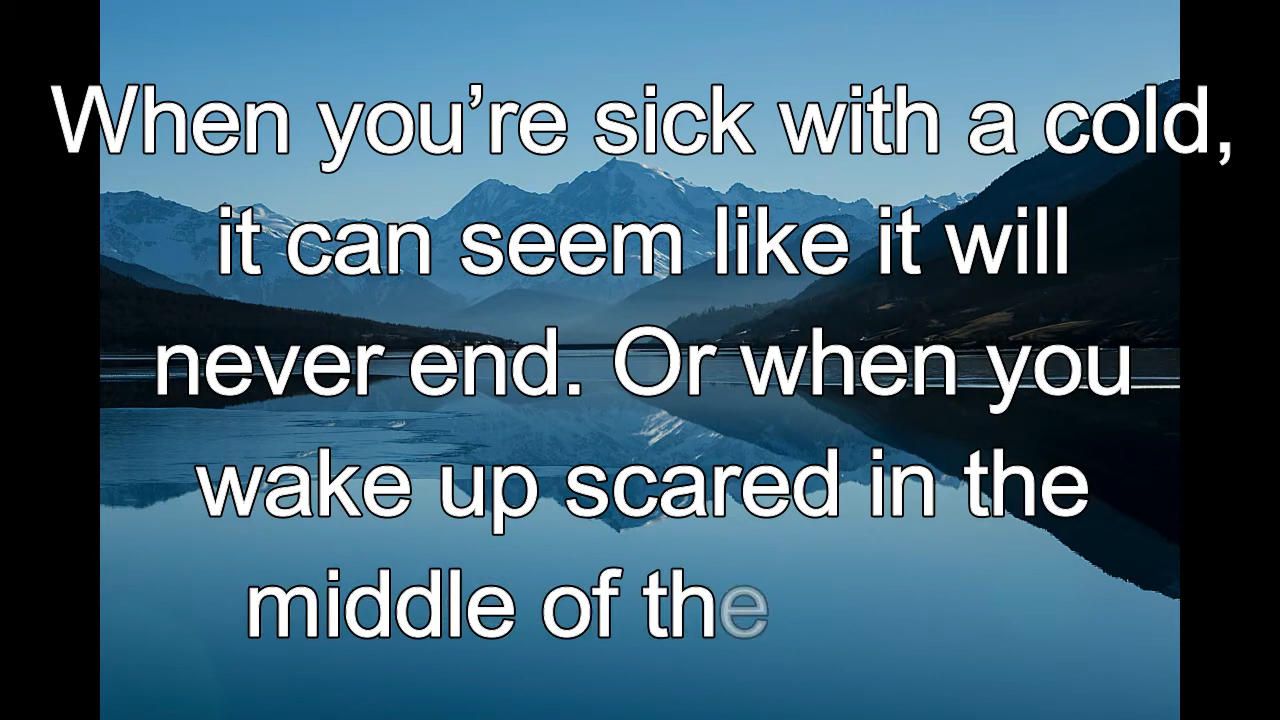 When you’re sick with a cold,
it can seem like it will
never end. Or when you
wake up scared in the
middle of the